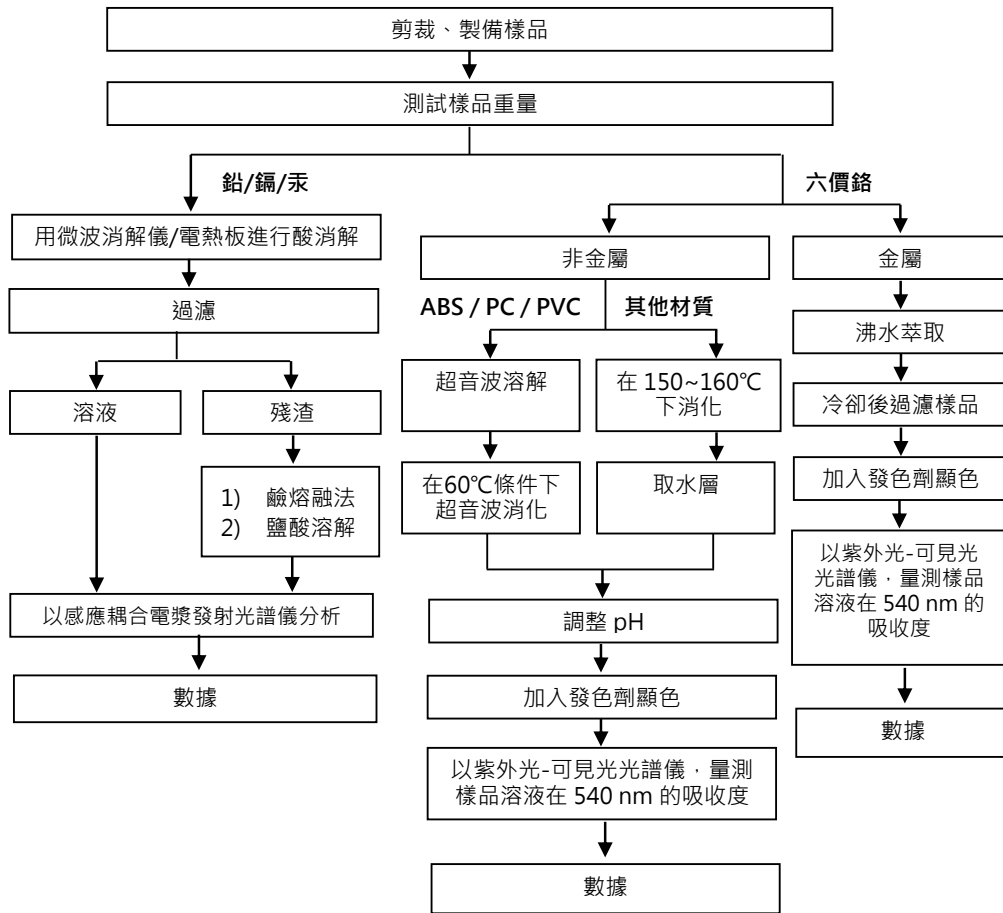 剪裁、製備樣品
測試樣品重量
鉛/鎘/汞
六價鉻
用微波消解儀/電熱板進行酸消解
過濾
溶液
殘渣
1) 鹼熔融法
2) 鹽酸溶解
以感應耦合電漿發射光譜儀分析
數據
非金屬
ABS / PC / PVC
其他材質
超音波溶解
在 150~160℃
下消化
在60℃條件下
超音波消化
取水層
調整 pH
加入發色劑顯色
以紫外光-可見光光譜儀，量測
樣品溶液在 540 nm 的吸收度
數據
金屬
沸水萃取
冷卻後過濾樣品
加入發色劑顯色
以紫外光-可見光
光譜儀，量測樣品
溶液在 540 nm 的
吸收度
數據